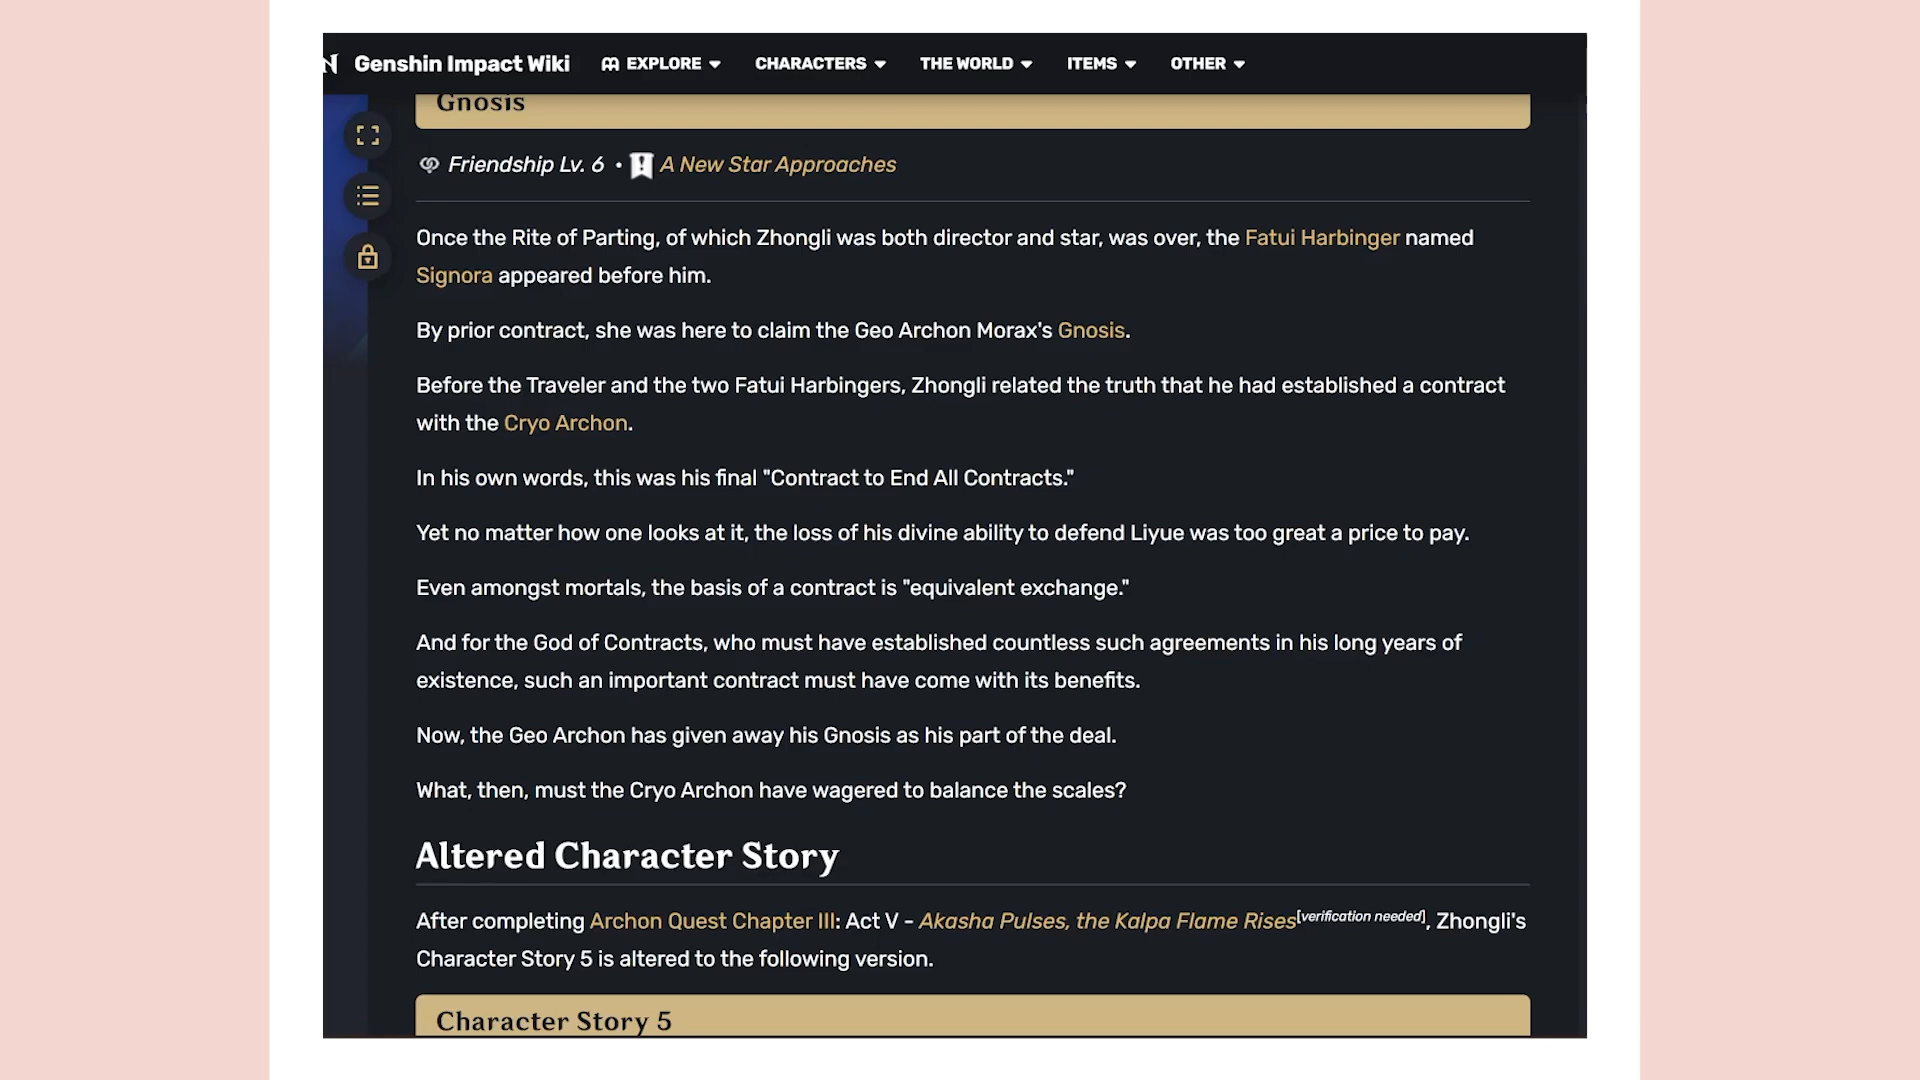 Genshin Impact Wiki EXPLORE CHARACTERS THE WORLD ITEMS OTHER
Gnosis
Friendship Lv. 6 • A New Star Approaches
Once the Rite of Parting, of which Zhongli was both director and star, was over, the Fatui Harbinger named
Signora appeared before him.
By prior contract, she was here to claim the Geo Archon Morax's Gnosis.
Before the Traveler and the two Fatui Harbingers, Zhongli related the truth that he had established a contract
with the Cryo Archon.
In his own words, this was his final "Contract to End All Contracts."
Yet no matter how one looks at it, the loss of his divine ability to defend Liyue was too great a price to pay.
Even amongst mortals, the basis of a contract is "equivalent exchange."
And for the God of Contracts, who must have established countless such agreements in his long years of
existence, such an important contract must have come with its benefits.
Now, the Geo Archon has given away his Gnosis as his part of the deal.
What, then, must the Cryo Archon have wagered to balance the scales?
Altered Character Story
After completing Archon Quest Chapter III: Act V - Akasha Pulses, the Kalpa Flame Rises[verification needed], Zhongli's
Character Story 5 is altered to the following version.
Character Story 5